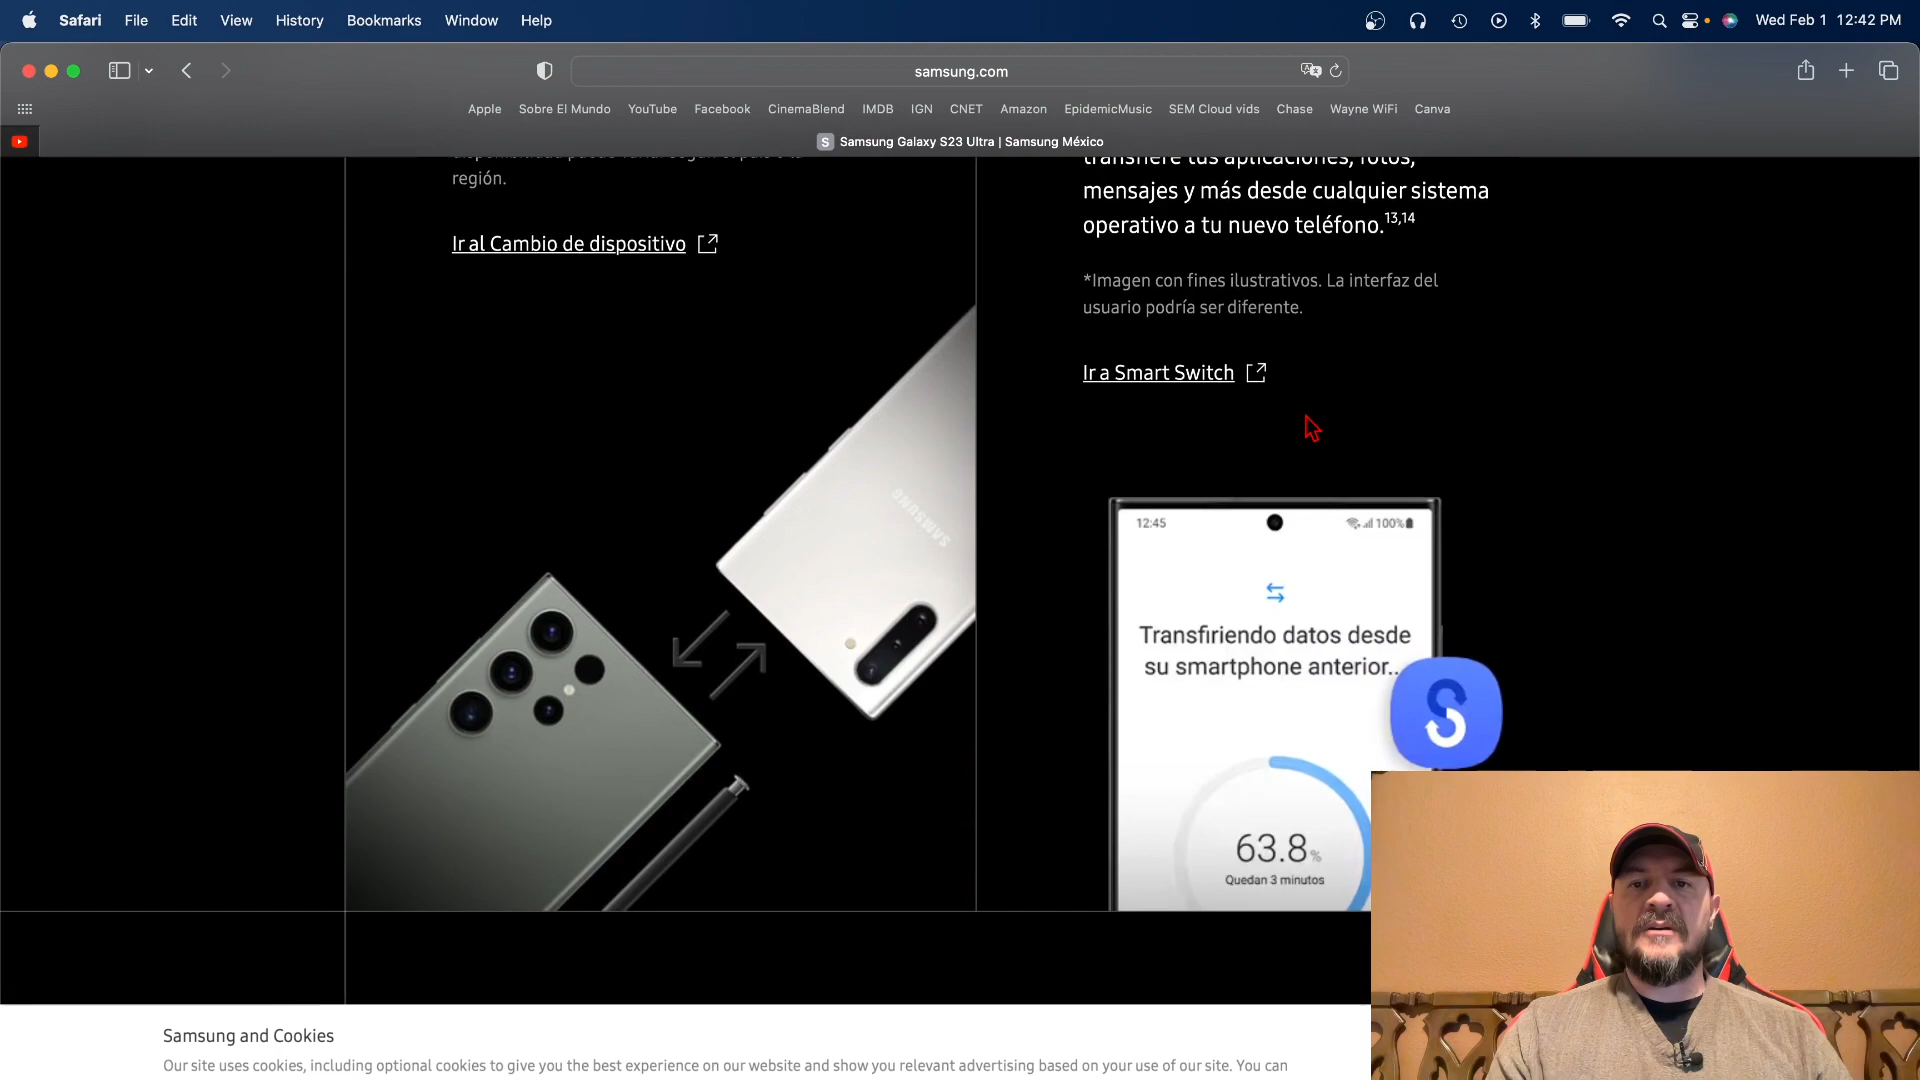 Safari File Edit View History Bookmarks Window Help
Wed Feb 1 12:42 PM
samsung.com
Apple Sobre El Mundo YouTube Facebook CinemaBlend IMDB IGN CNET Amazon EpidemicMusic SEM Cloud vids Chase Wayne WiFi Canva
S Samsung Galaxy S23 Ultra | Samsung México
región.
Ir al Cambio de dispositivo
transfiere tus aplicaciones, fotos,
mensajes y más desde cualquier sistema
operativo a tu nuevo teléfono.13,14
*Imagen con fines ilustrativos. La interfaz del
usuario podría ser diferente.
Ir a Smart Switch
SAMSUNG
12:45
100%
Transfiriendo datos desde
su smartphone anterior..
S
63.8%
Quedan 3 minutos
Samsung and Cookies
Our site uses cookies, including optional cookies to give you the best experience on our website and show you relevant advertising based on your use of our site. You can